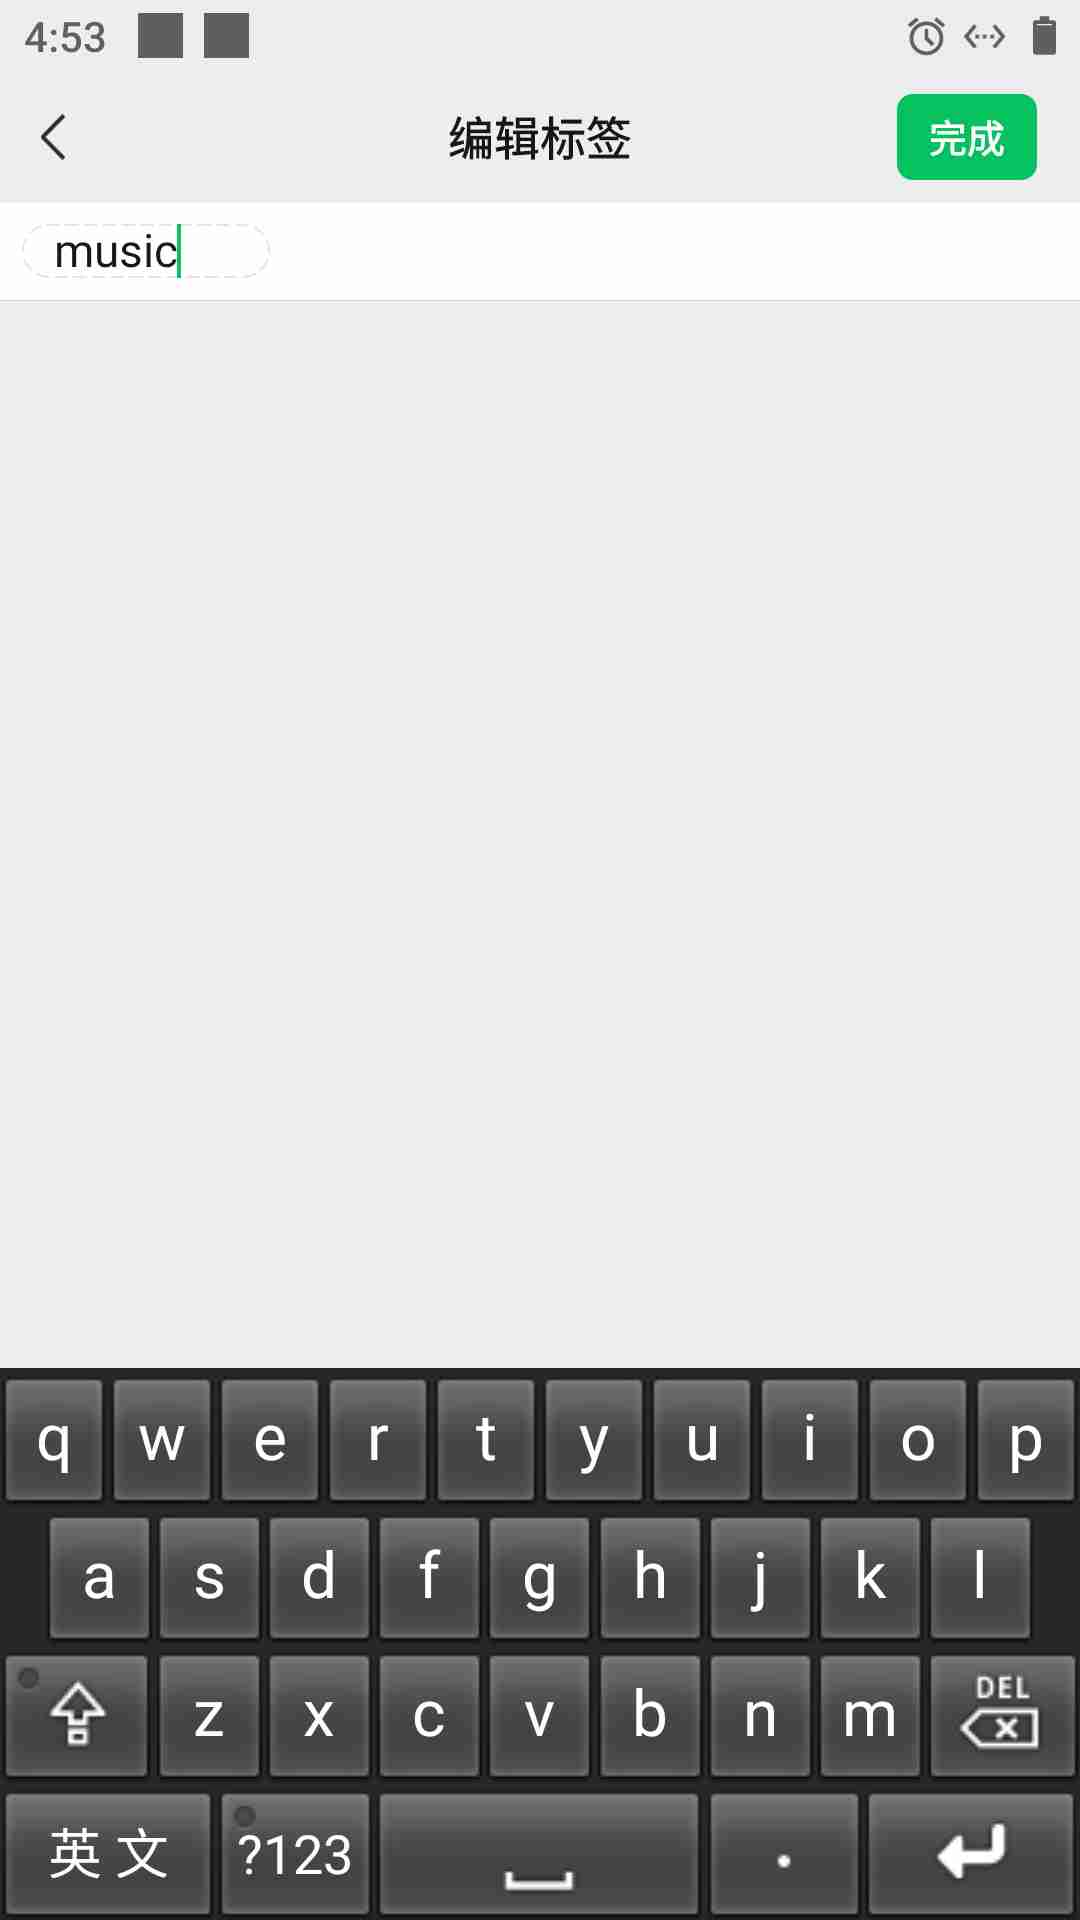 4:53
编辑标签
完成
music
q w e r t y u i o p
a s d f g h j k l
z x c v b n m DEL
英文 ?123 .